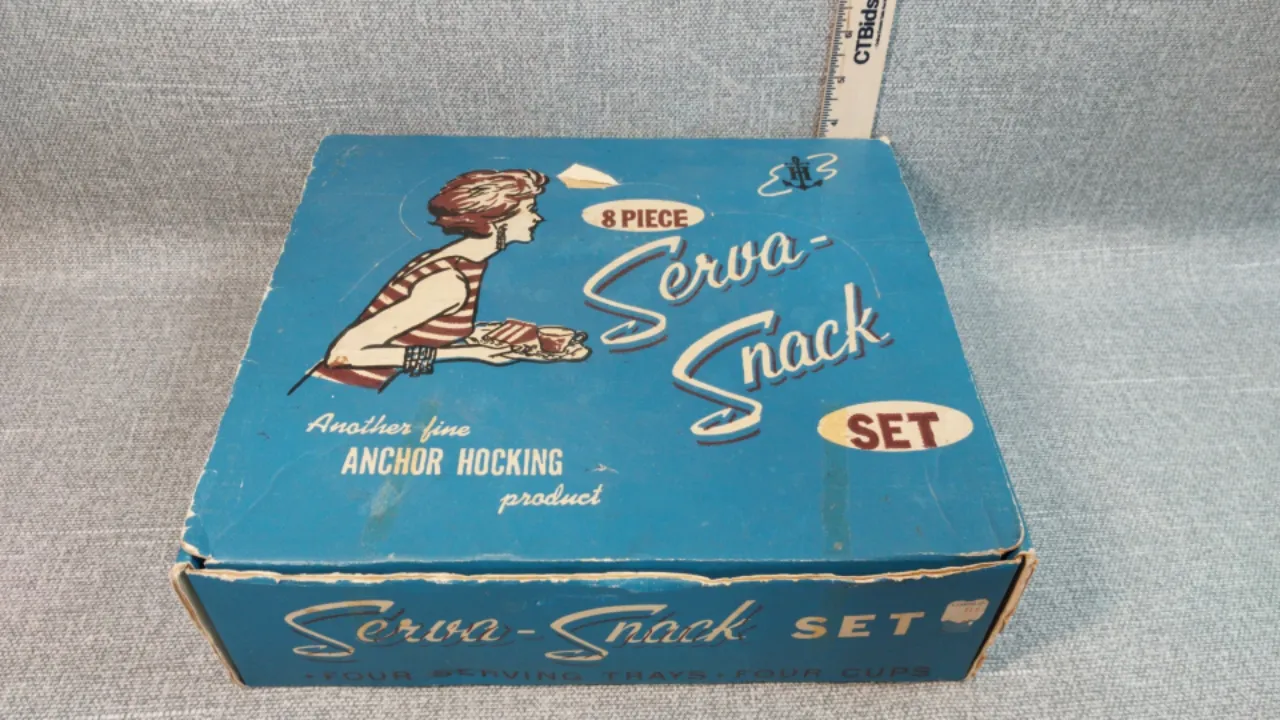 CTBids
8 PIECE
Serva-
Snack
SET
Another fine
ANCHOR HOCKING
product
Serva-Snack SET
• FOUR SERVING TRAYS • FOUR CUPS